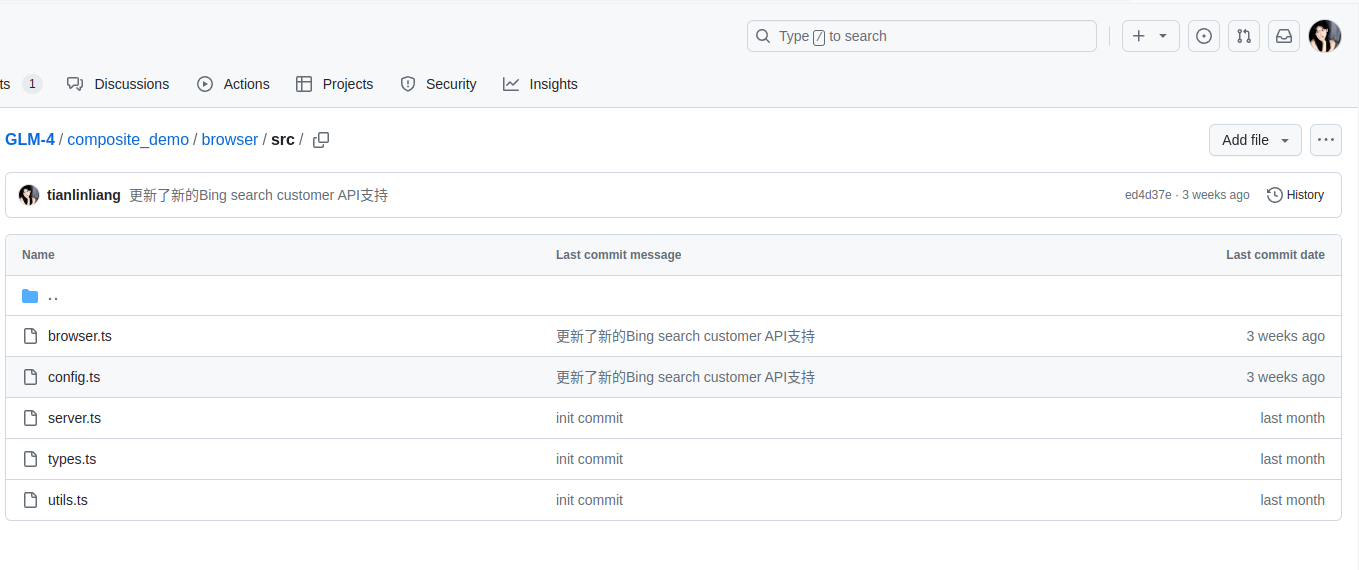 Type / to search
ts 1 Discussions Actions Projects Security Insights
GLM-4 / composite_demo / browser / src / Add file
tianlinliang 更新了新的Bing search customer API支持 ed4d37e · 3 weeks ago History
Name Last commit message Last commit date
..
browser.ts 更新了新的Bing search customer API支持 3 weeks ago
config.ts 更新了新的Bing search customer API支持 3 weeks ago
server.ts init commit last month
types.ts init commit last month
utils.ts init commit last month